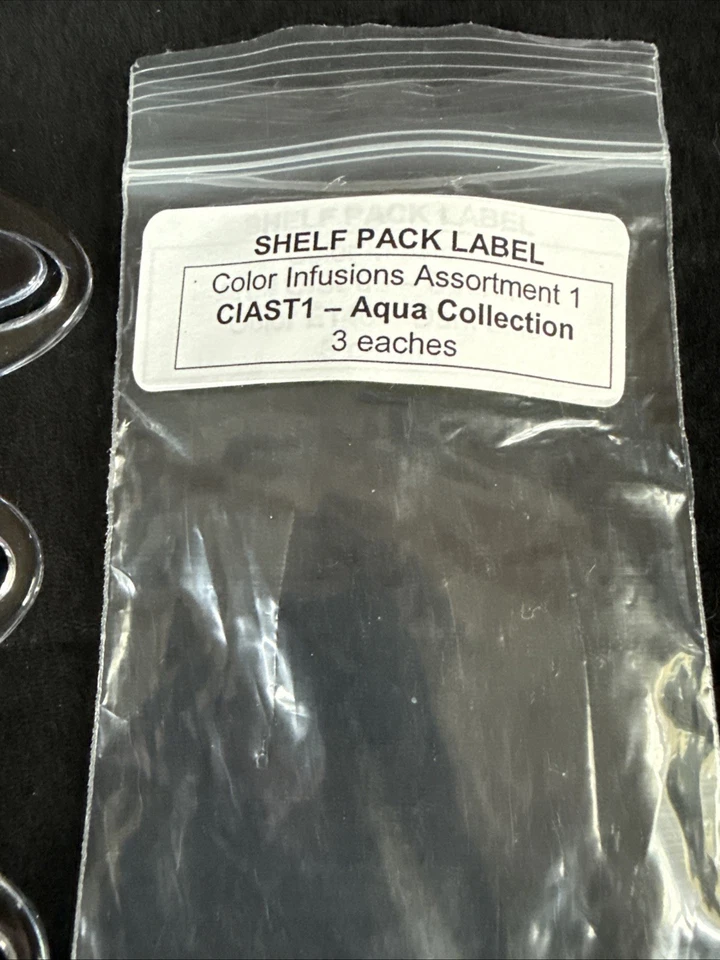 SHELF PACK LABEL
Color Infusions Assortment 1
CIAST1 – Aqua Collection
3 eaches